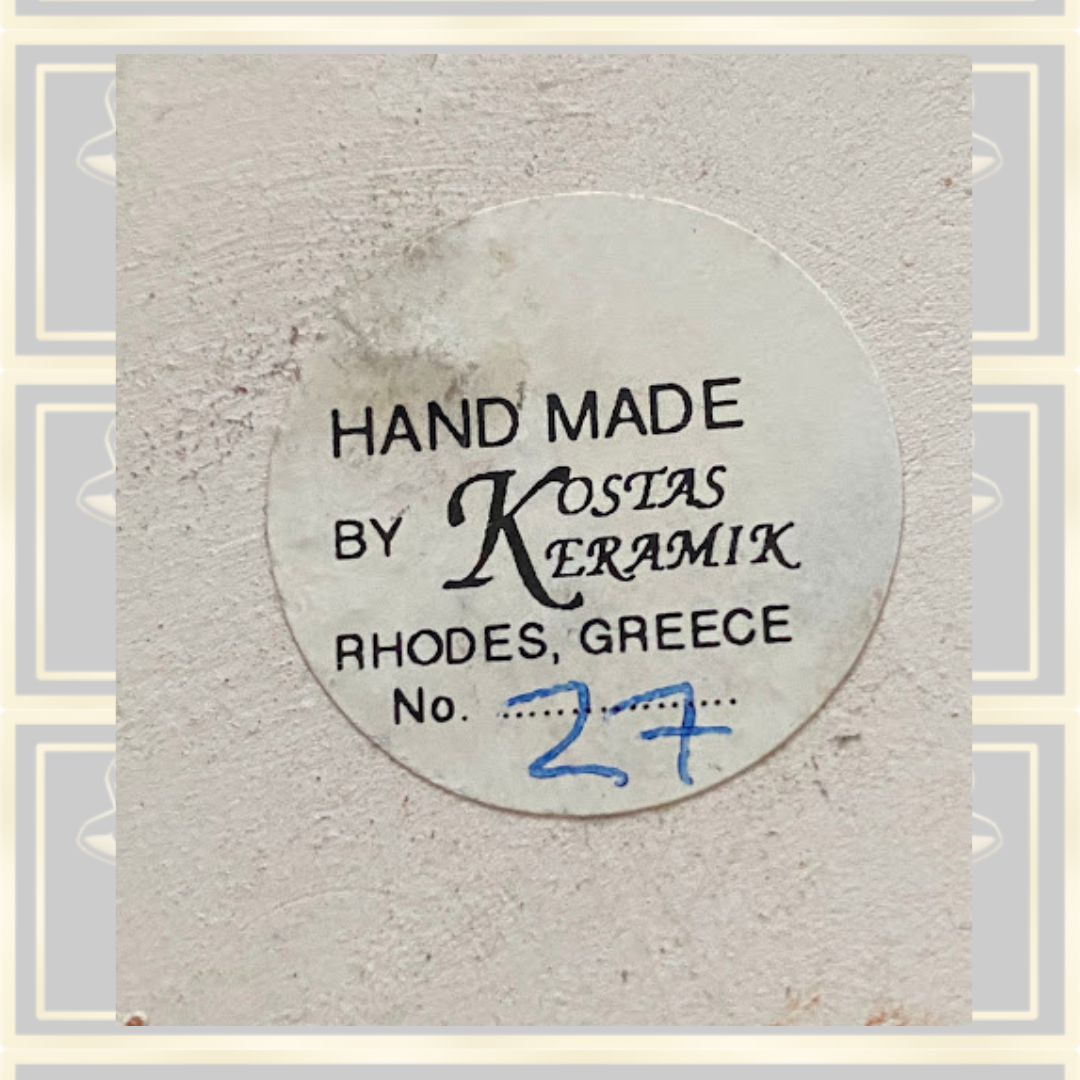 HAND MADE
BY KOSTAS
KERAMIK
RHODES, GREECE
No. 27